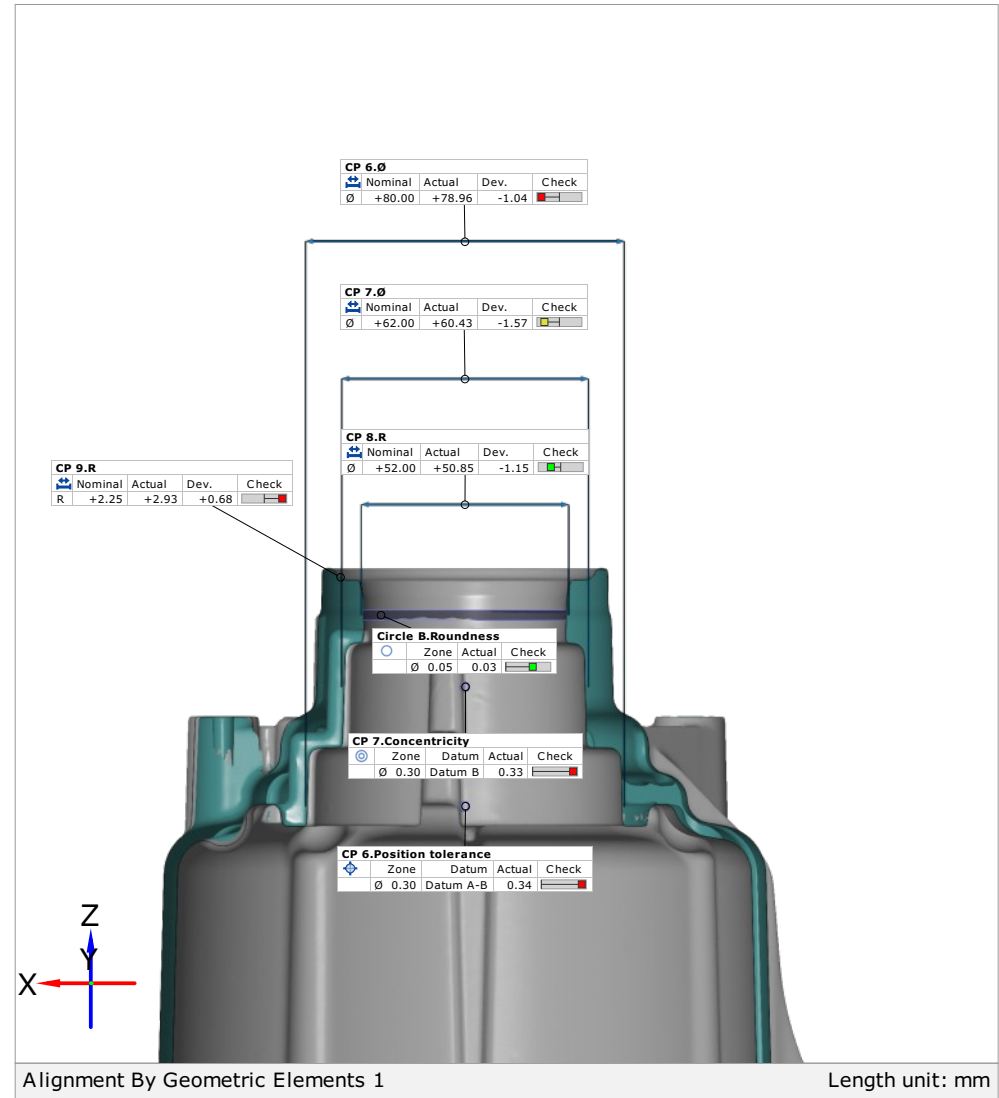 CP 6.Ø
Nominal Actual Dev. Check
Ø +80.00 +78.96 -1.04
CP 7.Ø
Nominal Actual Dev. Check
Ø +62.00 +60.43 -1.57
CP 8.R
Nominal Actual Dev. Check
Ø +52.00 +50.85 -1.15
CP 9.R
Nominal Actual Dev. Check
R +2.25 +2.93 +0.68
Circle B.Roundness
Zone Actual Check
Ø 0.05 0.03
CP 7.Concentricity
Zone Datum Actual Check
Ø 0.30 Datum B 0.33
CP 6.Position tolerance
Zone Datum Actual Check
Ø 0.30 Datum A-B 0.34
Z
Y
X
Alignment By Geometric Elements 1
Length unit: mm